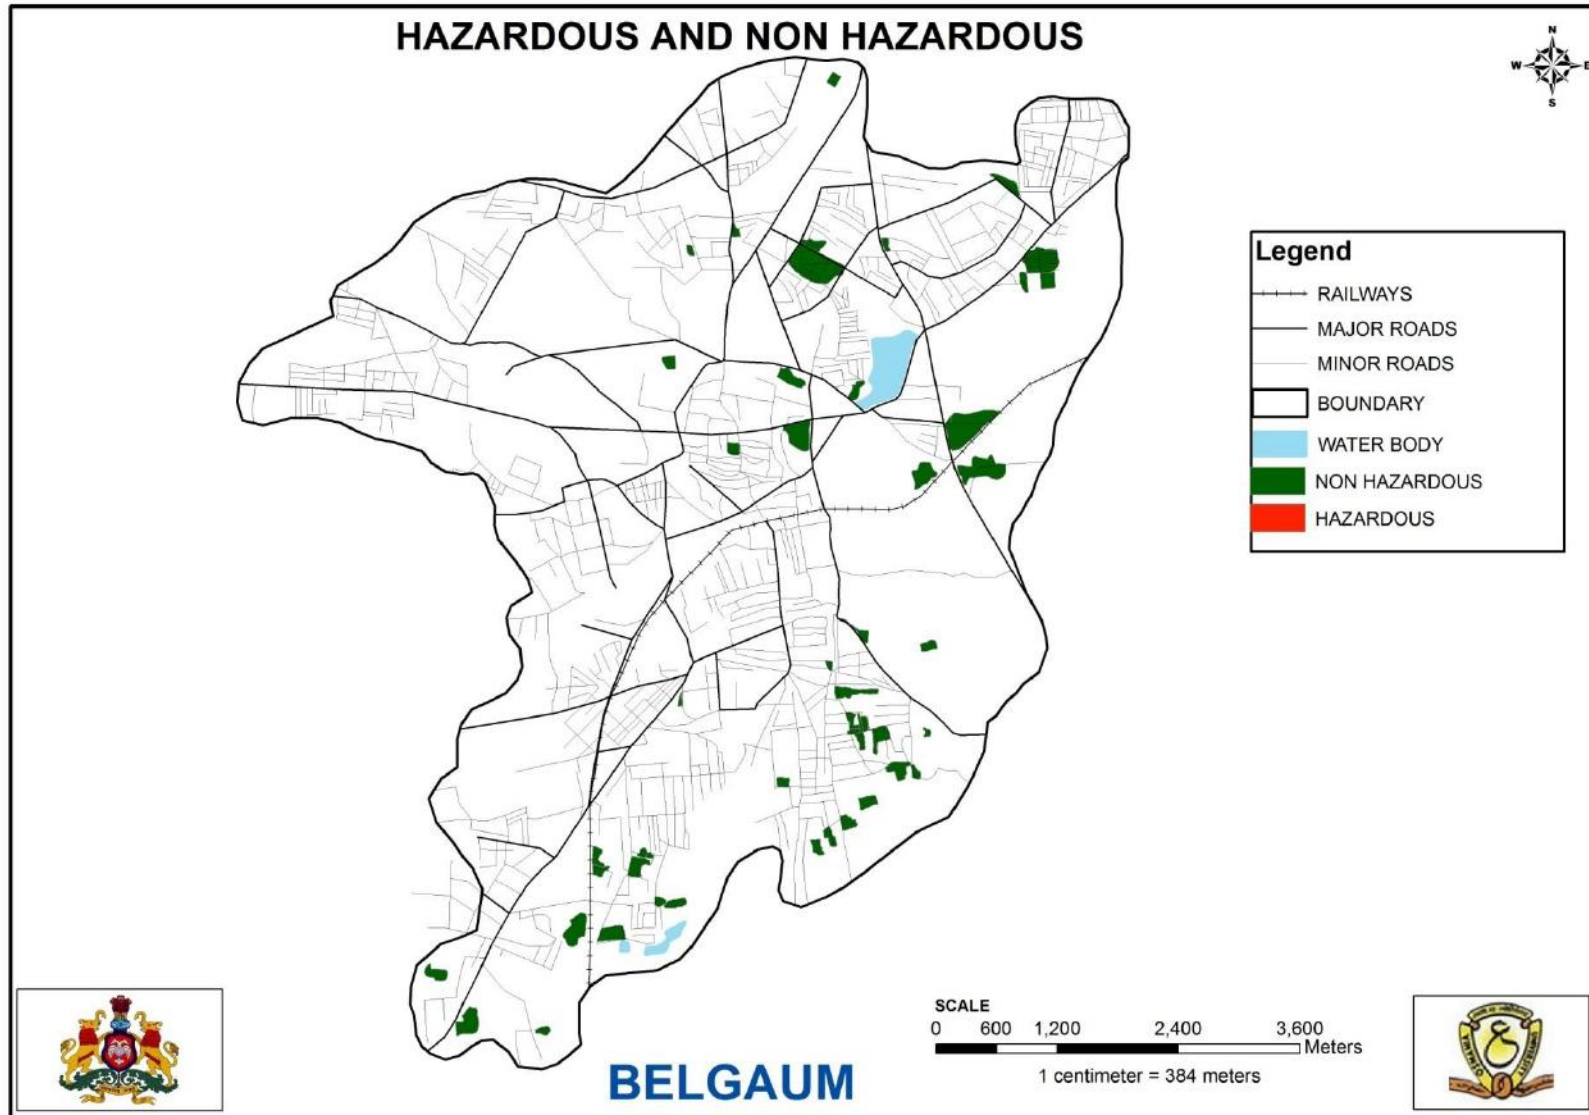 HAZARDOUS AND NON HAZARDOUS
N
W E
S
Legend
RAILWAYS
MAJOR ROADS
MINOR ROADS
BOUNDARY
WATER BODY
NON HAZARDOUS
HAZARDOUS
SCALE
0 600 1,200 2,400 3,600
Meters
1 centimeter = 384 meters
BELGAUM